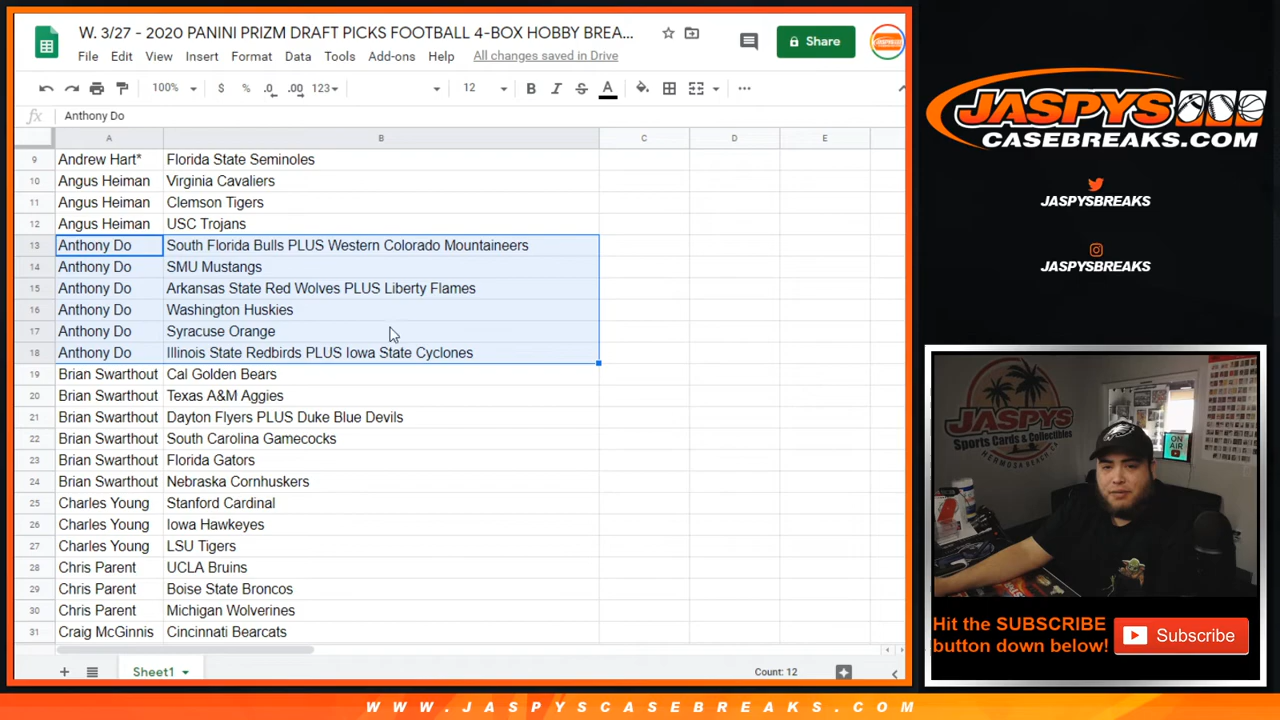 W. 3/27 - 2020 PANINI PRIZM DRAFT PICKS FOOTBALL 4-BOX HOBBY BREA...
Share
File Edit View Insert Format Data Tools Add-ons Help All changes saved in Drive
100% $ % .0 .00 123 12 B I S A
fx Anthony Do
A B C D E
9 Andrew Hart* Florida State Seminoles
10 Angus Heiman Virginia Cavaliers
11 Angus Heiman Clemson Tigers
12 Angus Heiman USC Trojans
13 Anthony Do South Florida Bulls PLUS Western Colorado Mountaineers
14 Anthony Do SMU Mustangs
15 Anthony Do Arkansas State Red Wolves PLUS Liberty Flames
16 Anthony Do Washington Huskies
17 Anthony Do Syracuse Orange
18 Anthony Do Illinois State Redbirds PLUS Iowa State Cyclones
19 Brian Swarthout Cal Golden Bears
20 Brian Swarthout Texas A&M Aggies
21 Brian Swarthout Dayton Flyers PLUS Duke Blue Devils
22 Brian Swarthout South Carolina Gamecocks
23 Brian Swarthout Florida Gators
24 Brian Swarthout Nebraska Cornhuskers
25 Charles Young Stanford Cardinal
26 Charles Young Iowa Hawkeyes
27 Charles Young LSU Tigers
28 Chris Parent UCLA Bruins
29 Chris Parent Boise State Broncos
30 Chris Parent Michigan Wolverines
31 Craig McGinnis Cincinnati Bearcats
Sheet1
Count: 12
JASPYS
CASEBREAKS.COM
JASPYSBREAKS
JASPYSBREAKS
JASPYS
Sports Cards & Collectibles
HERMOSA BEACH CA
ON
AIR
Hit the SUBSCRIBE
button down below!
Subscribe
WWW.JASPYSCASEBREAKS.COM